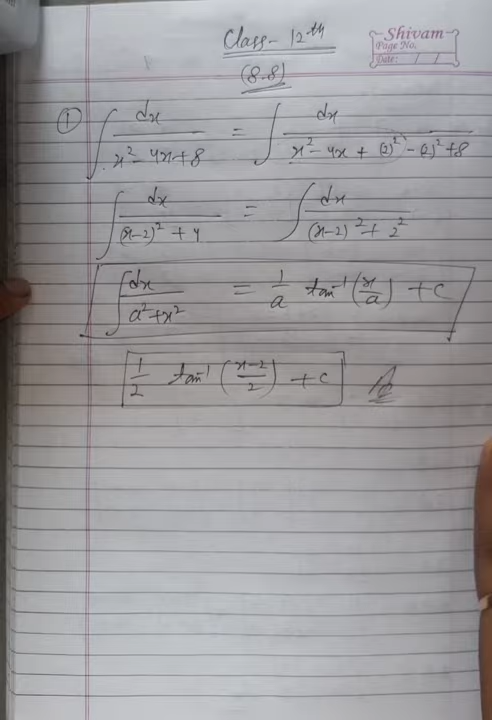 Class - 12th
Shivam
Page No.
Date: / /
(8.8)
① ∫ dx / x² - 4x + 8 = ∫ dx / x² - 4x + (2)² - (2)² + 8
∫ dx / (x-2)² + 4 = ∫ dx / (x-2)² + 2²
∫ dx / a² + x² = 1/a tan⁻¹ (x/a) + C
1/2 tan⁻¹ (x-2/2) + C